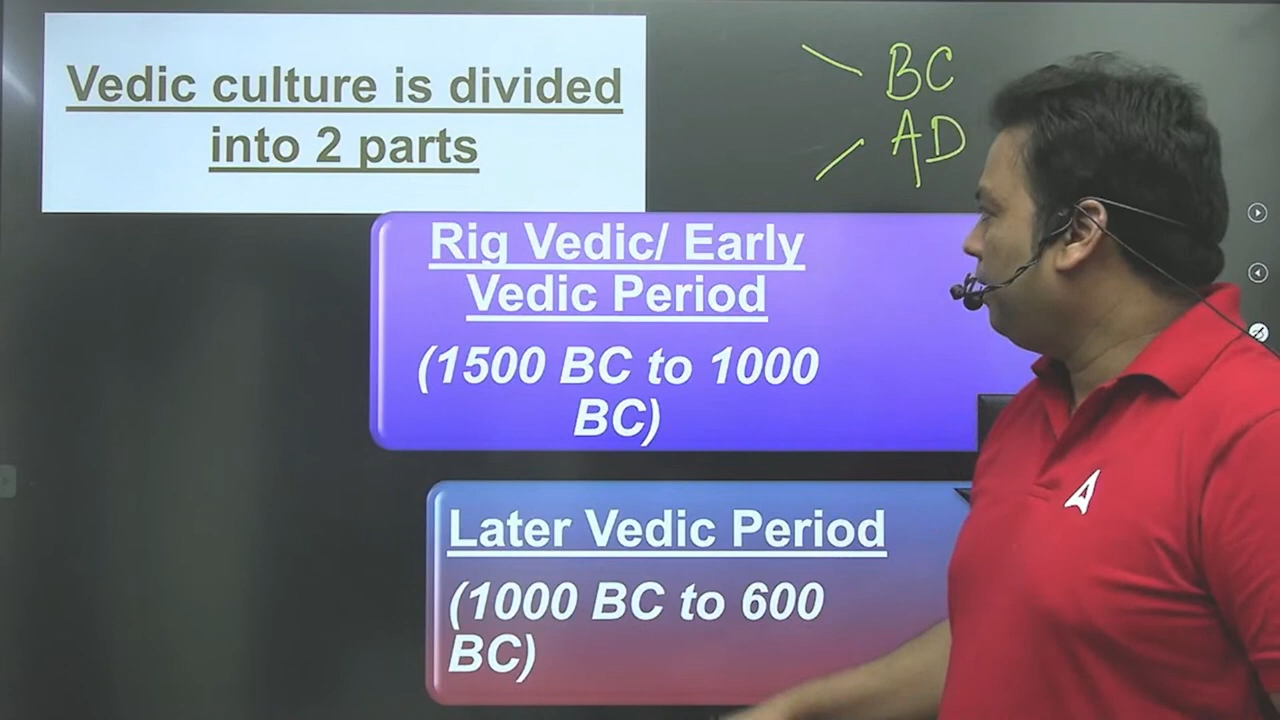 Vedic culture is divided
into 2 parts
BC
AD
Rig Vedic/ Early
Vedic Period
(1500 BC to 1000
BC)
Later Vedic Period
(1000 BC to 600
BC)